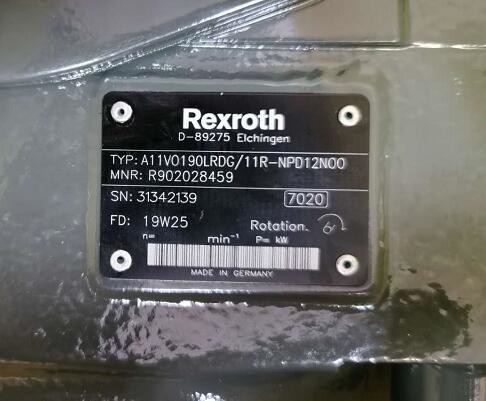 Rexroth
D-89275 Elchingen
TYP: A11VO190LRDG/11R-NPD12N00
MNR: R902028459
SN: 31342139 7020
FD: 19W25 Rotation
n= min⁻¹ P= kW
MADE IN GERMANY